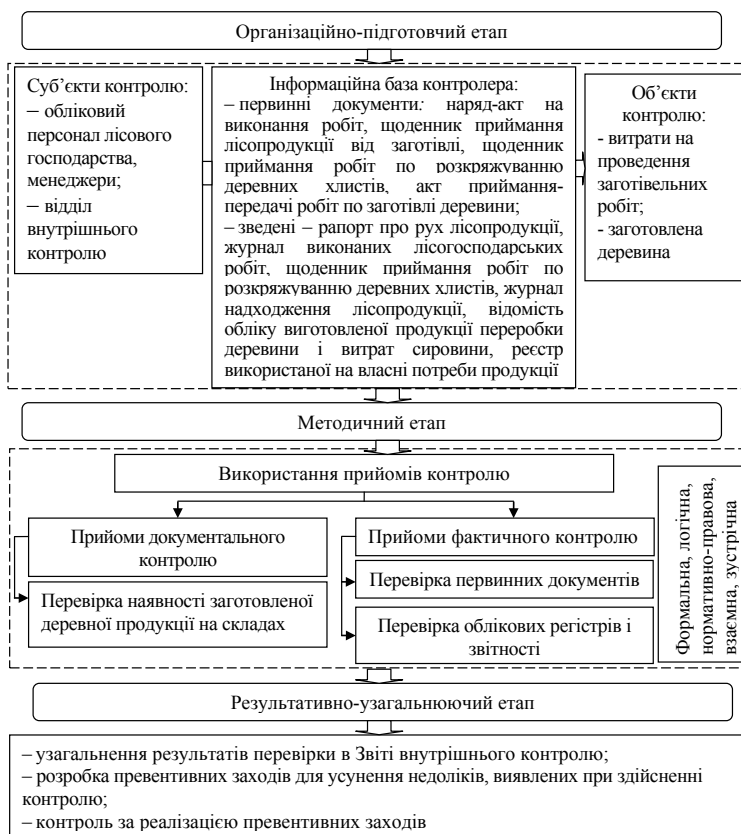 Організаційно-підготовчий етап
Суб’єкти контролю:
– обліковий
персонал лісового
господарства,
менеджери;
– відділ
внутрішнього
контролю
Інформаційна база контролера:
– первинні документи: наряд-акт на
виконання робіт, щоденник приймання
лісопродукції від заготівлі, щоденник
приймання робіт по розкряжуванню
деревних хлистів, акт приймання-
передачі робіт по заготівлі деревини;
– зведені – рапорт про рух лісопродукції,
журнал виконаних лісогосподарських
робіт, щоденник приймання робіт по
розкряжуванню деревних хлистів, журнал
надходження лісопродукції, відомість
обліку виготовленої продукції переробки
деревини і витрат сировини, реєстр
використаної на власні потреби продукції
Об’єкти
контролю:
- витрати на
проведення
заготівельних
робіт;
- заготовлена
деревина
Методичний етап
Використання прийомів контролю
Прийоми документального
контролю
Перевірка наявності заготовленої
деревної продукції на складах
Прийоми фактичного контролю
Перевірка первинних документів
Перевірка облікових регістрів і
звітності
Формальна, логічна,
нормативно-правова,
взаємна, зустрічна
Результативно-узагальнюючий етап
– узагальнення результатів перевірки в Звіті внутрішнього контролю;
– розробка превентивних заходів для усунення недоліків, виявлених при здійсненні
контролю;
– контроль за реалізацією превентивних заходів